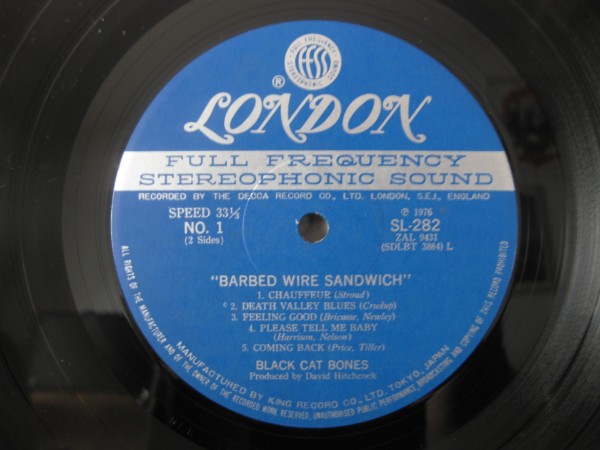 FULL FREQUENCY
STEREOPHONIC SOUND
FFSS
®
LONDON
FULL FREQUENCY
STEREOPHONIC SOUND
RECORDED BY THE DECCA RECORD CO., LTD. LONDON, S.E.I., ENGLAND
SPEED 33⅓
NO. 1
(2 Sides)
Ⓟ 1976
SL-282
ZAL 9431
(SDLBT 3884) L
"BARBED WIRE SANDWICH"
1. CHAUFFEUR (Stroud)
2. DEATH VALLEY BLUES (Crudup)
3. FEELING GOOD (Bricusse, Newley)
4. PLEASE TELL ME BABY
(Harrison, Nelson)
5. COMING BACK (Price, Tiller)
BLACK CAT BONES
Produced by David Hitchcock
MANUFACTURED BY KING RECORD CO., LTD. TOKYO, JAPAN
ALL RIGHTS OF THE MANUFACTURER AND OF THE OWNER OF THE RECORDED WORK RESERVED, UNAUTHORISED PUBLIC PERFORMANCE, BROADCASTING AND COPYING OF THIS RECORD PROHIBITED